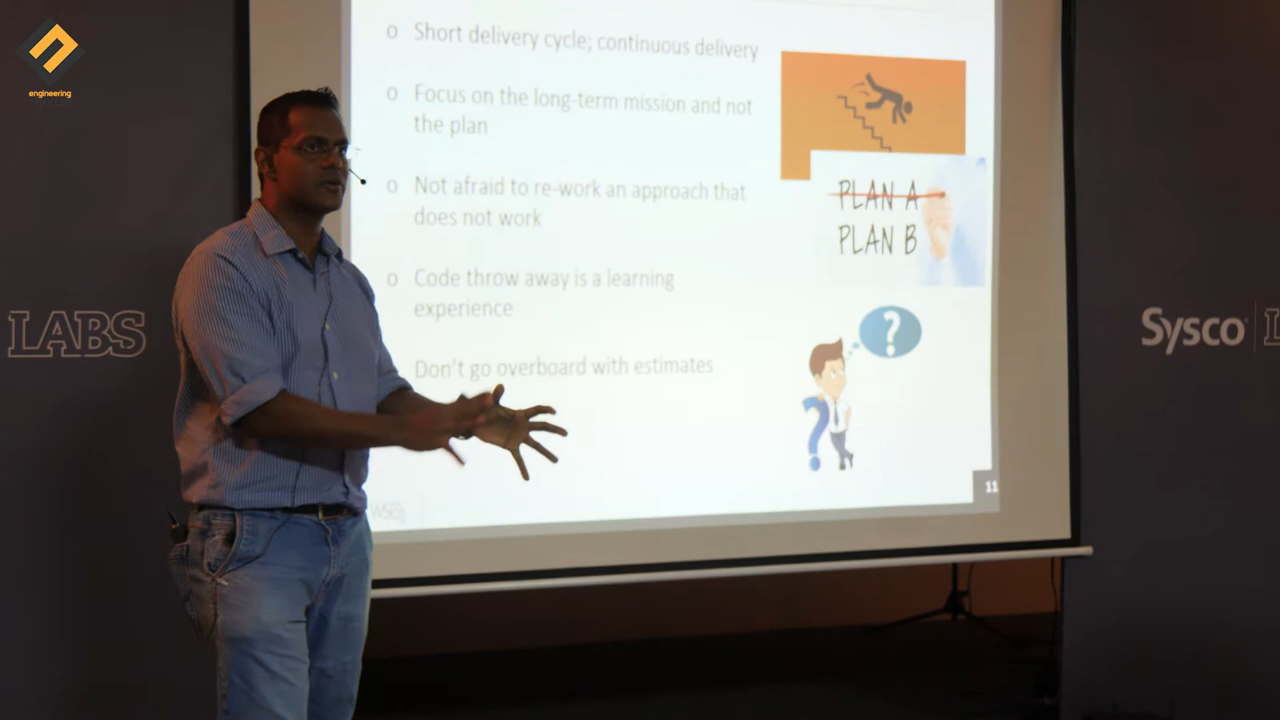 engineering
o Short delivery cycle; continuous delivery
o Focus on the long-term mission and not
the plan
o Not afraid to re-work an approach that
does not work
o Code throw away is a learning
experience
Don't go overboard with estimates
PLAN A
PLAN B
?
?
11
LABS
Sysco